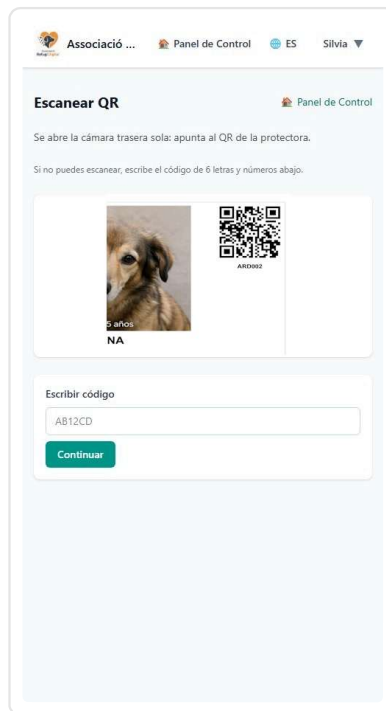 Associació ...
Panel de Control
ES
Silvia ▼
Escanear QR
Panel de Control
Se abre la cámara trasera sola: apunta al QR de la protectora.
Si no puedes escanear, escribe el código de 6 letras y números abajo.
ARD002
5 años
NA
Escribir código
AB12CD
Continuar